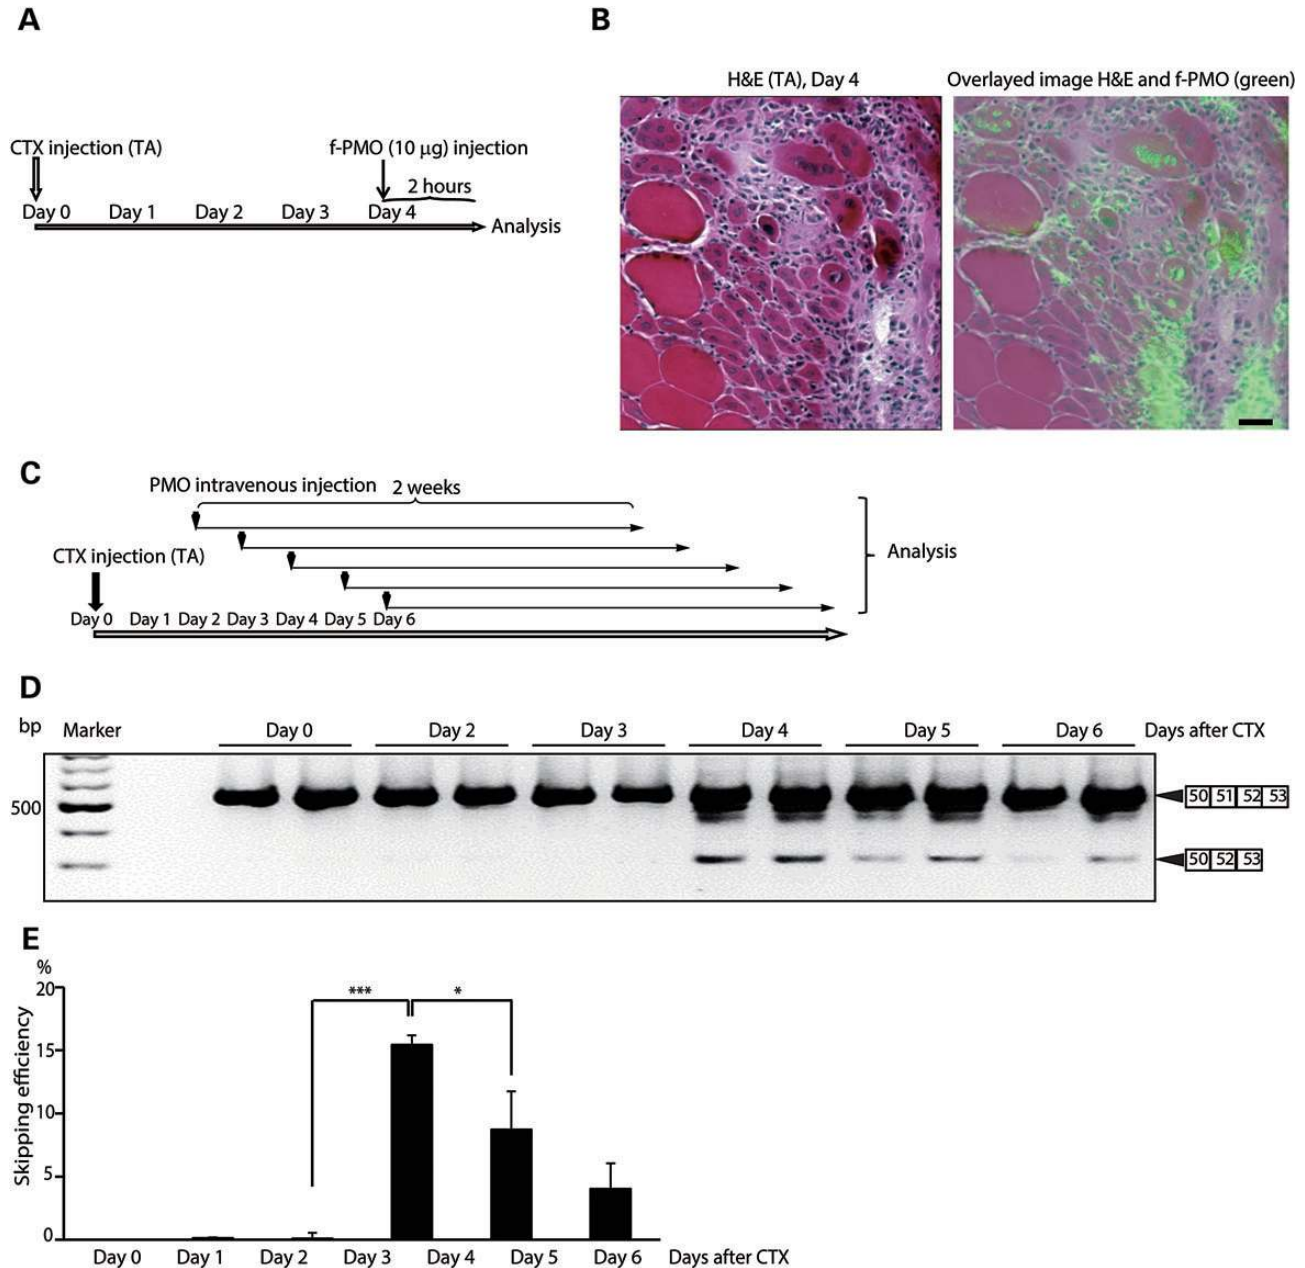 A
CTX injection (TA)
f-PMO (10 µg) injection
2 hours
Day 0 Day 1 Day 2 Day 3 Day 4
Analysis
B
H&E (TA), Day 4
Overlayed image H&E and f-PMO (green)
C
PMO intravenous injection 2 weeks
CTX injection (TA)
Analysis
Day 0 Day 1 Day 2 Day 3 Day 4 Day 5 Day 6
D
bp Marker Day 0 Day 2 Day 3 Day 4 Day 5 Day 6 Days after CTX
500
50 51 52 53
50 52 53
E
%
Skipping efficiency
20
*** *
15
10
5
0
Day 0 Day 1 Day 2 Day 3 Day 4 Day 5 Day 6 Days after CTX